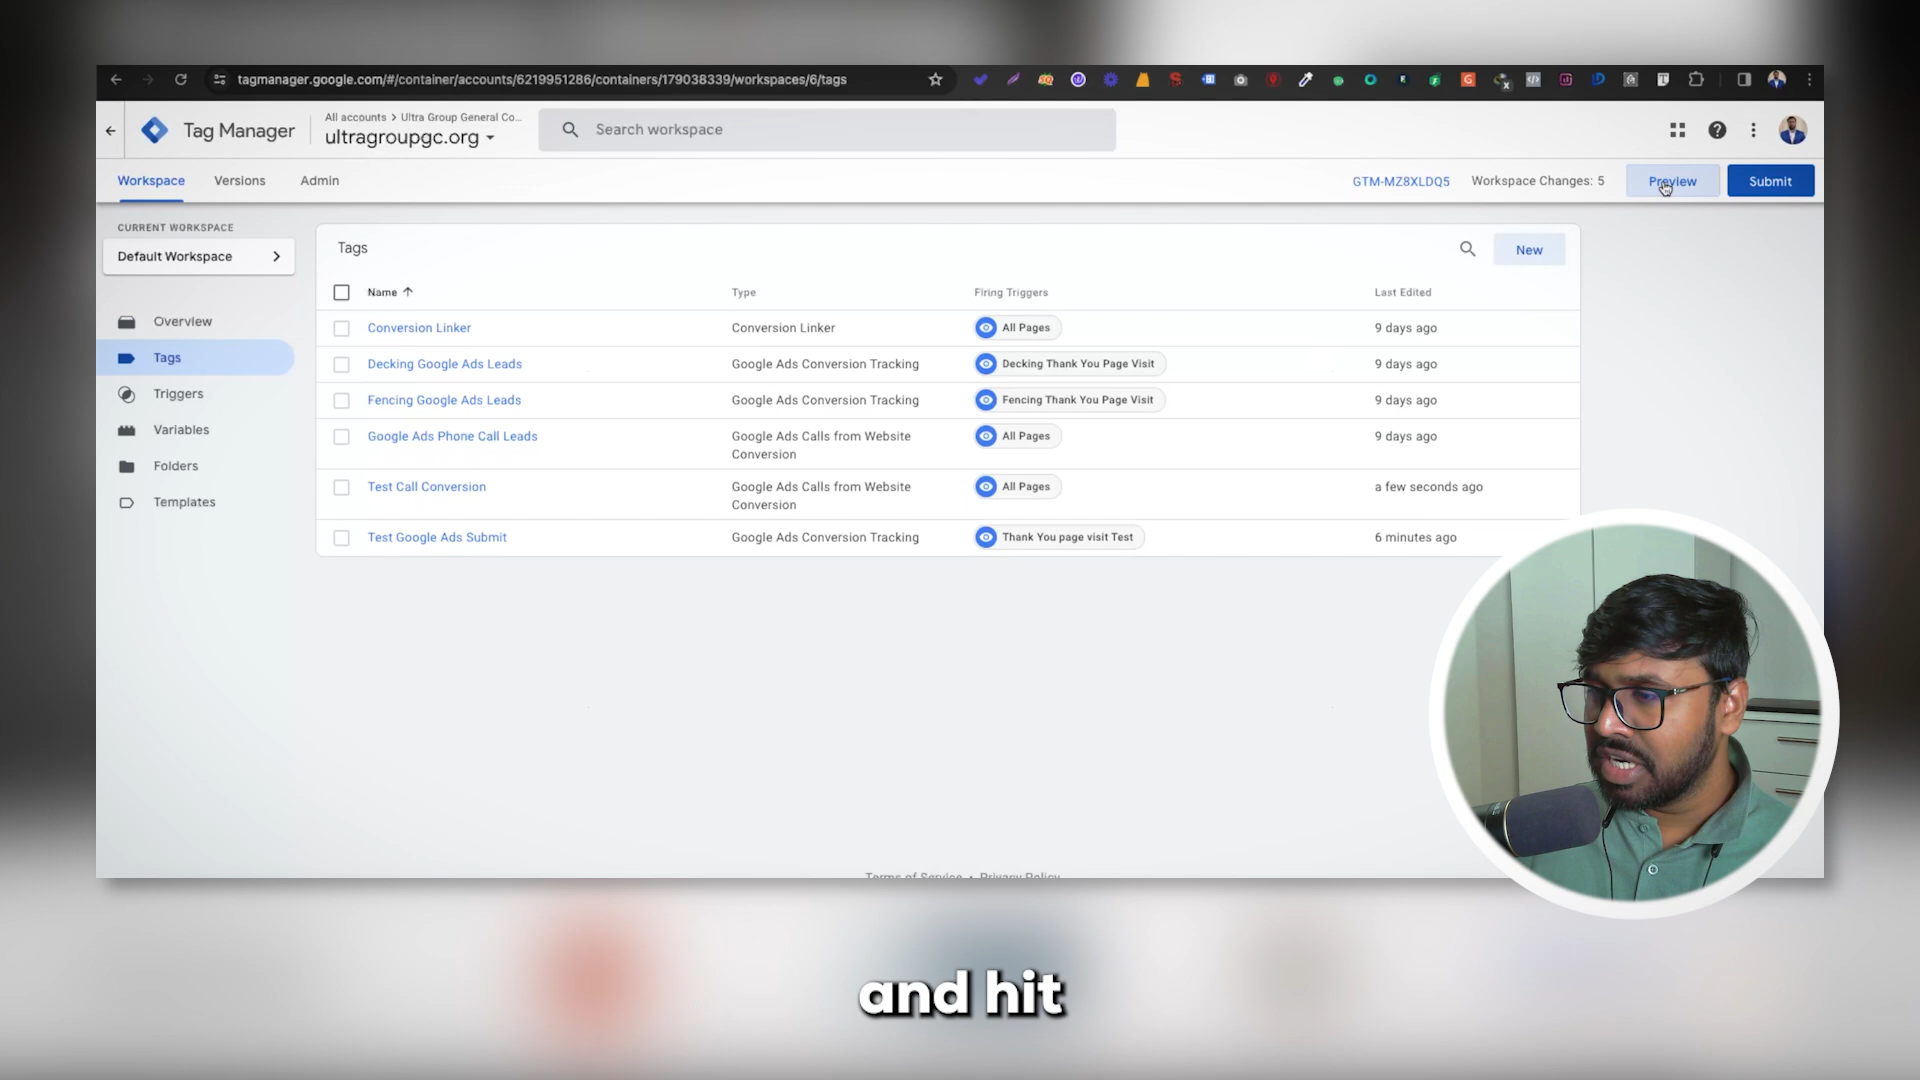 tagmanager.google.com/#/container/accounts/6219951286/containers/179038339/workspaces/6/tags
Tag Manager
All accounts > Ultra Group General Co...
ultragroupgc.org
Search workspace
Workspace
Versions
Admin
GTM-MZ8XLDQ5
Workspace Changes: 5
Preview
Submit
CURRENT WORKSPACE
Default Workspace
Overview
Tags
Triggers
Variables
Folders
Templates
Tags
New
Name
Type
Firing Triggers
Last Edited
Conversion Linker
Conversion Linker
All Pages
9 days ago
Decking Google Ads Leads
Google Ads Conversion Tracking
Decking Thank You Page Visit
9 days ago
Fencing Google Ads Leads
Google Ads Conversion Tracking
Fencing Thank You Page Visit
9 days ago
Google Ads Phone Call Leads
Google Ads Calls from Website
Conversion
All Pages
9 days ago
Test Call Conversion
Google Ads Calls from Website
Conversion
All Pages
a few seconds ago
Test Google Ads Submit
Google Ads Conversion Tracking
Thank You page visit Test
6 minutes ago
Terms of Service • Privacy Policy
and hit